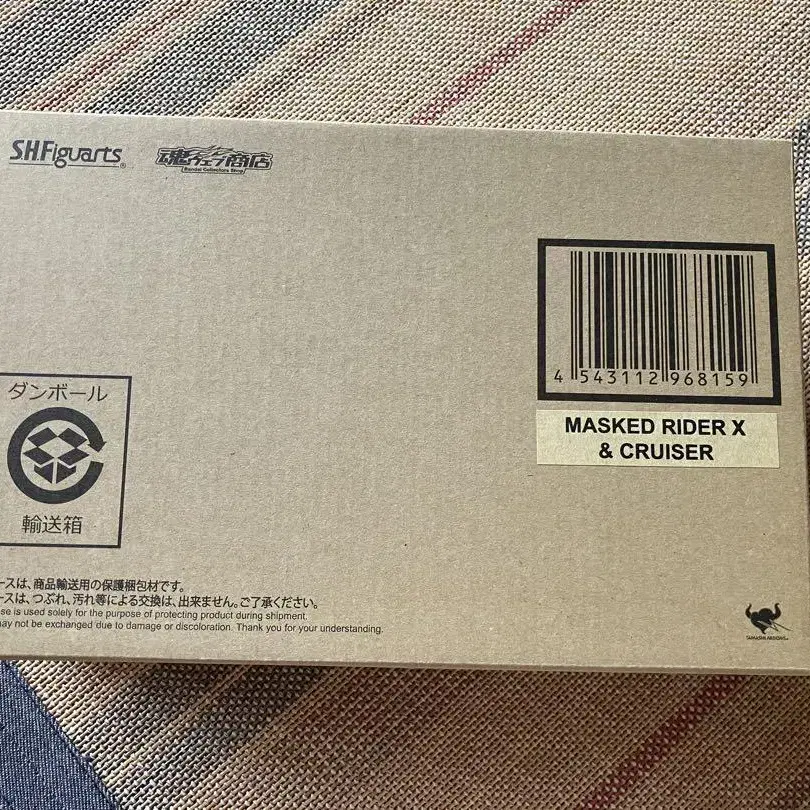 S.H.Figuarts®
魂ウェブ商店
Bandai Collectors Shop
4 543112 968159
MASKED RIDER X
& CRUISER
ダンボール
輸送箱
ースは、商品輸送用の保護梱包材です。
ースは、つぶれ、汚れ等による交換は、出来ません。ご了承ください。
se is used solely for the purpose of protecting product during shipment.
may not be exchanged due to damage or discoloration. Thank you for your understanding.
TAMASHII NATIONS